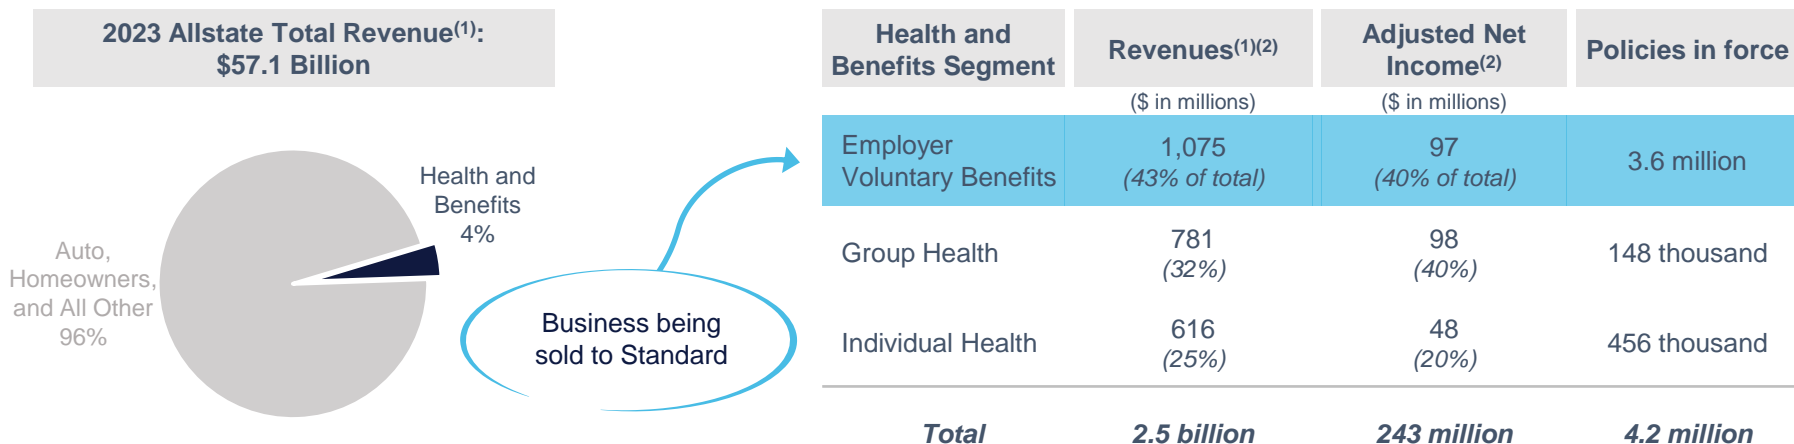 2023 Allstate Total Revenue(1):
$57.1 Billion
Health and
Benefits
4%
Auto,
Homeowners,
and All Other
96%
Business being
sold to Standard
Health and
Benefits Segment
Revenues(1)(2)
Adjusted Net
Income(2)
Policies in force
($ in millions)
($ in millions)
Employer
Voluntary Benefits
1,075
(43% of total)
97
(40% of total)
3.6 million
Group Health
781
(32%)
98
(40%)
148 thousand
Individual Health
616
(25%)
48
(20%)
456 thousand
Total
2.5 billion
243 million
4.2 million